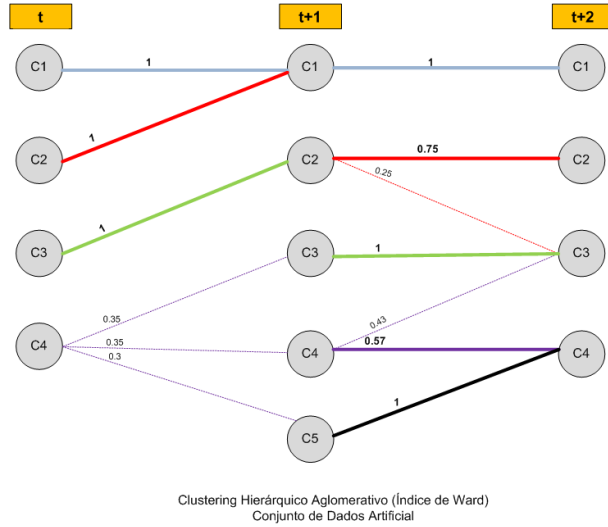 t t+1 t+2
C1 1 C1 1 C1
C2 1 C2 0.75 C2
0.25
C3 1 C3 1 C3
0.35
0.43
C4 0.35 C4 0.57 C4
0.3
C5 1
Clustering Hierárquico Aglomerativo (Índice de Ward)
Conjunto de Dados Artificial